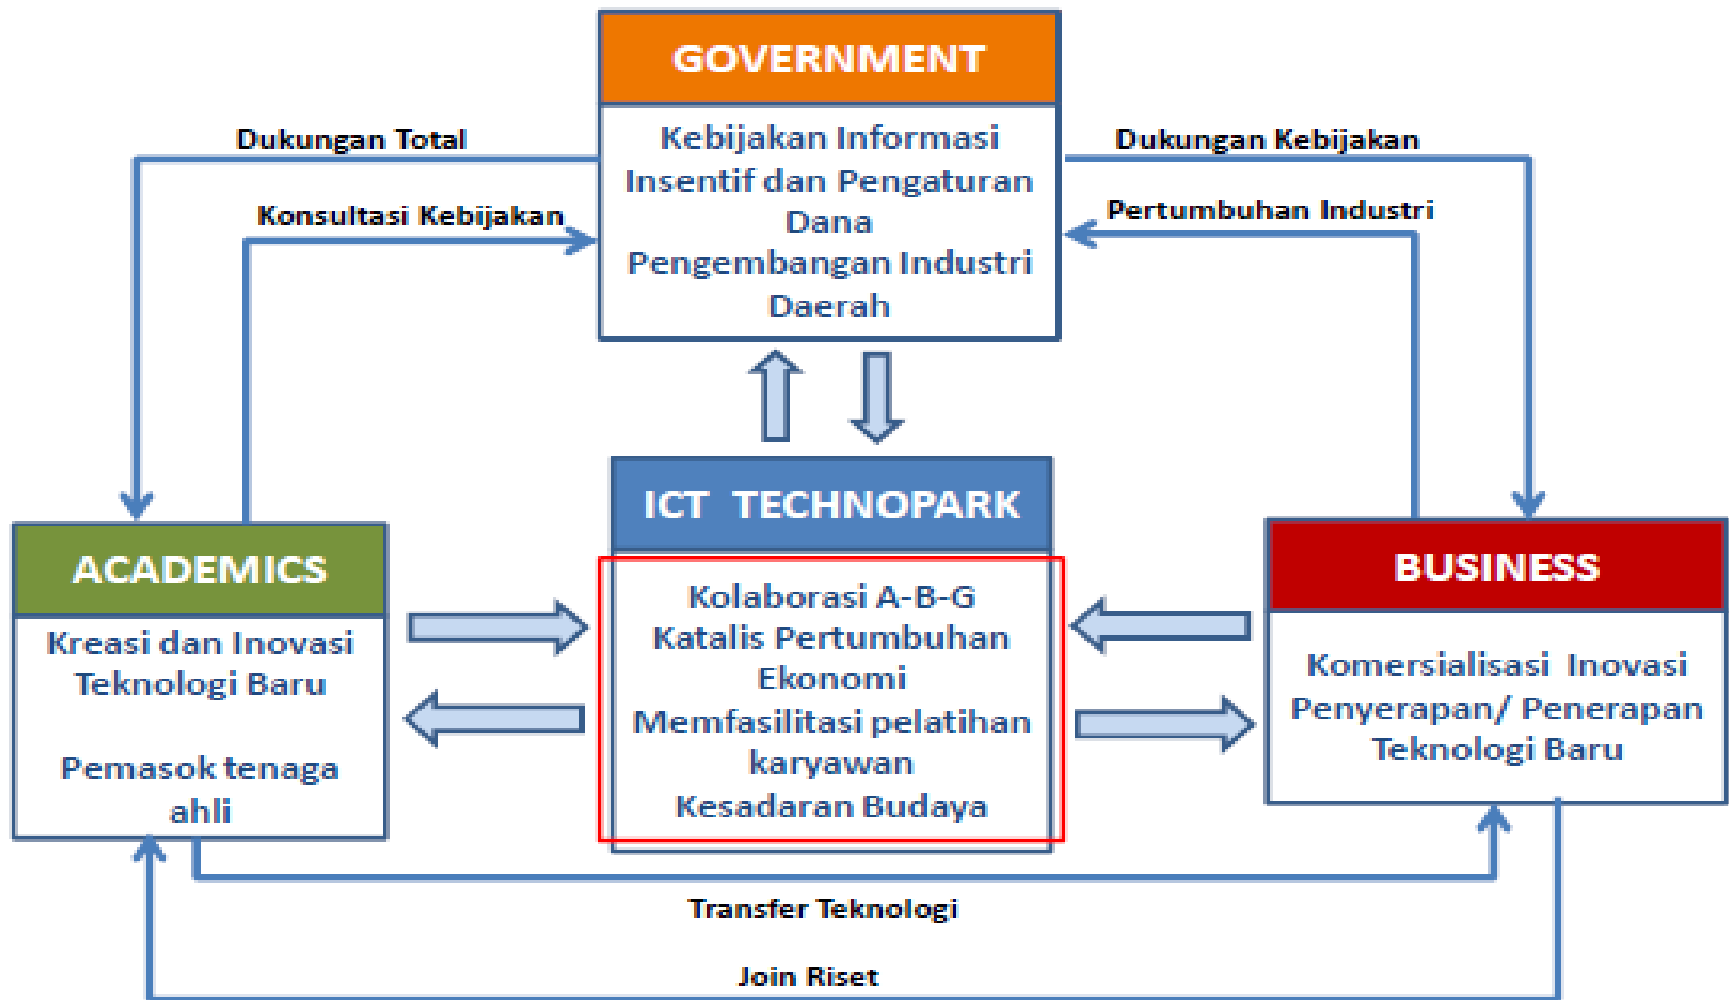 GOVERNMENT
Kebijakan Informasi
Insentif dan Pengaturan
Dana
Pengembangan Industri
Daerah
Dukungan Total
Konsultasi Kebijakan
Dukungan Kebijakan
Pertumbuhan Industri
ACADEMICS
Kreasi dan Inovasi
Teknologi Baru
Pemasok tenaga
ahli
ICT TECHNOPARK
Kolaborasi A-B-G
Katalis Pertumbuhan
Ekonomi
Memfasilitasi pelatihan
karyawan
Kesadaran Budaya
BUSINESS
Komersialisasi Inovasi
Penyerapan/ Penerapan
Teknologi Baru
Transfer Teknologi
Join Riset